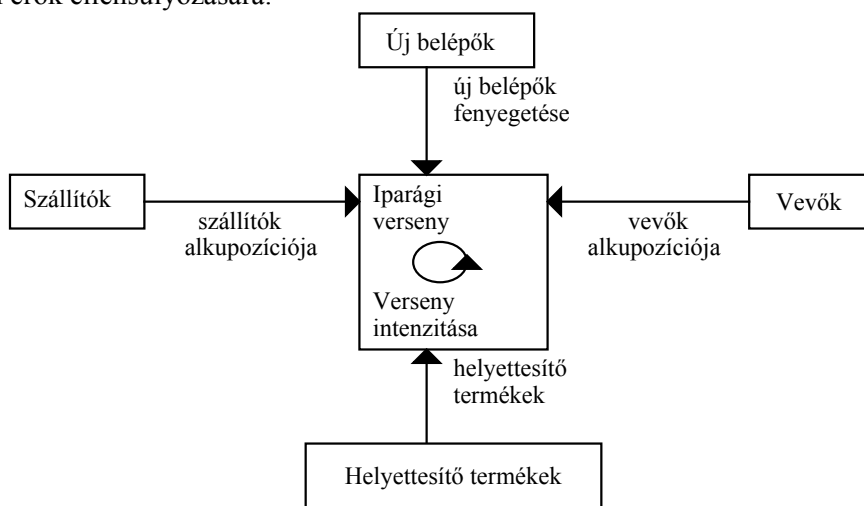 erők ellensúlyozására.
Új belépők
új belépők
fenyegetése
Szállítók
szállítók
alkupozíciója
Iparági
verseny
Verseny
intenzitása
vevők
alkupozíciója
Vevők
helyettesítő
termékek
Helyettesítő termékek